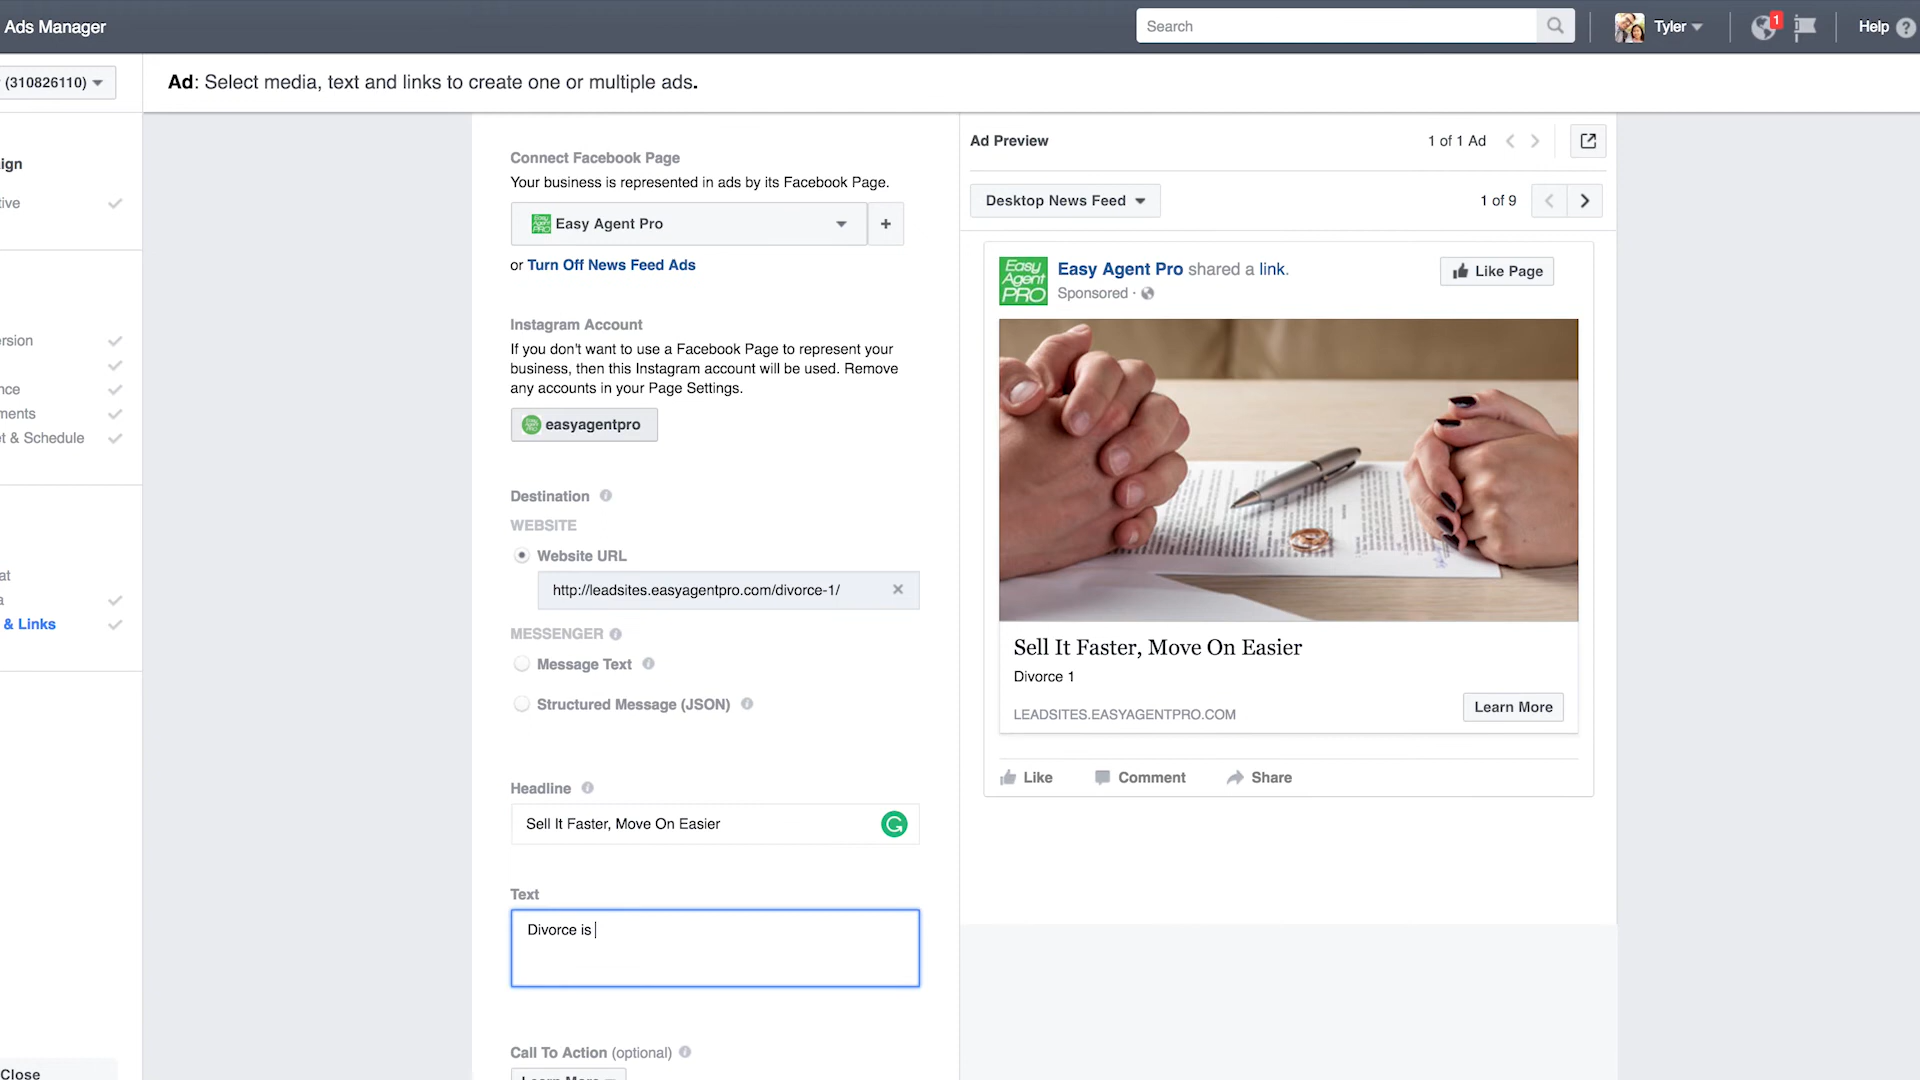 Ads Manager
Search
Tyler
1
Help
(310826110)
Ad: Select media, text and links to create one or multiple ads.
ign
tive
ersion
nce
ments
t & Schedule
at
a
& Links
Close
Connect Facebook Page
Your business is represented in ads by its Facebook Page.
Easy Agent Pro
+
or Turn Off News Feed Ads
Instagram Account
If you don't want to use a Facebook Page to represent your
business, then this Instagram account will be used. Remove
any accounts in your Page Settings.
easyagentpro
Destination
WEBSITE
Website URL
http://leadsites.easyagentpro.com/divorce-1/
MESSENGER
Message Text
Structured Message (JSON)
Headline
Sell It Faster, Move On Easier
Text
Divorce is
Call To Action (optional)
Learn More
Ad Preview
1 of 1 Ad
Desktop News Feed
1 of 9
Easy
Agent
PRO
Easy Agent Pro shared a link.
Sponsored ·
Like Page
Sell It Faster, Move On Easier
Divorce 1
LEADSITES.EASYAGENTPRO.COM
Learn More
Like
Comment
Share